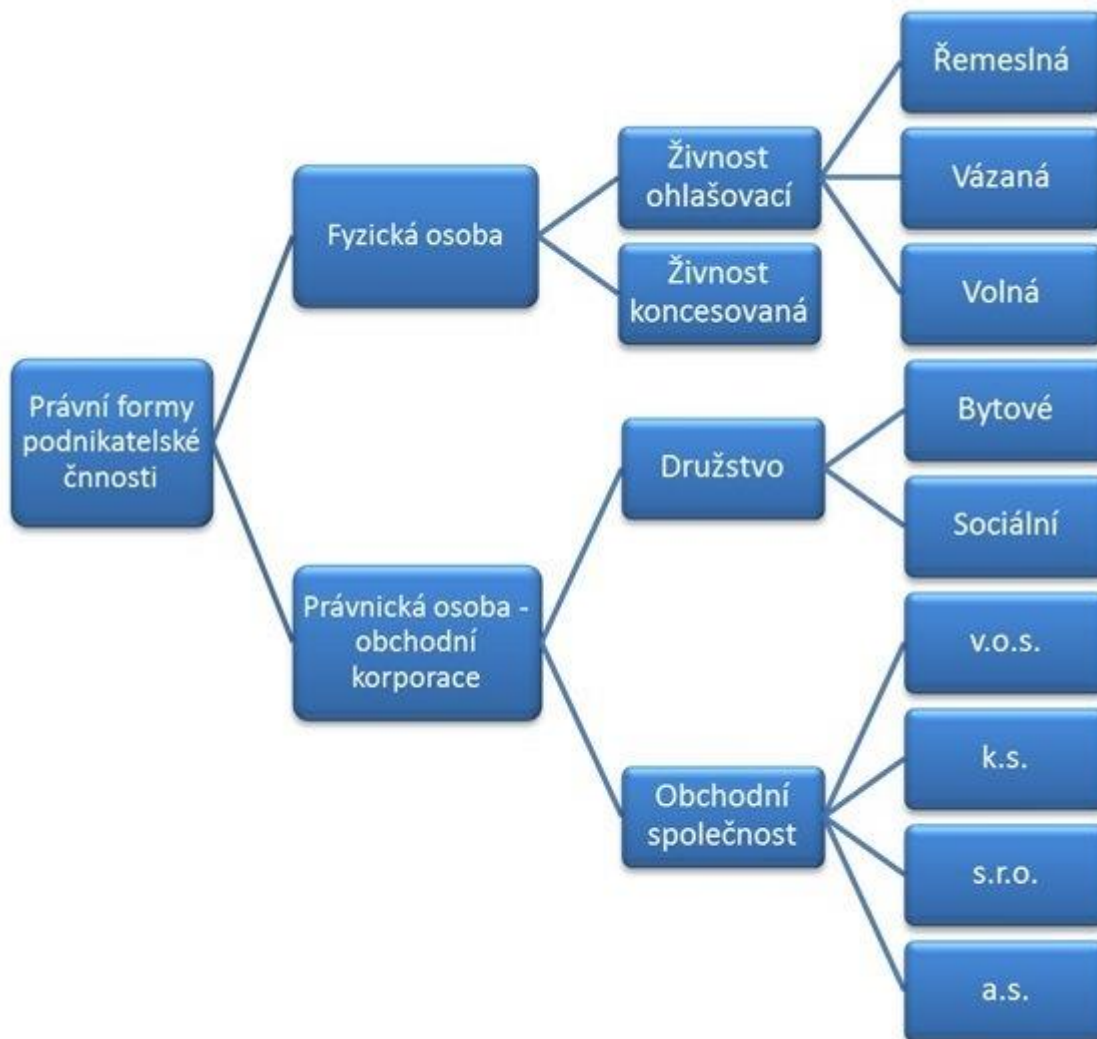 Právní formy
podnikatelské
čnnosti
Fyzická osoba
Živnost
ohlašovací
Řemeslná
Vázaná
Volná
Živnost
koncesovaná
Právnická osoba -
obchodní
korporace
Družstvo
Bytové
Sociální
Obchodní
společnost
v.o.s.
k.s.
s.r.o.
a.s.